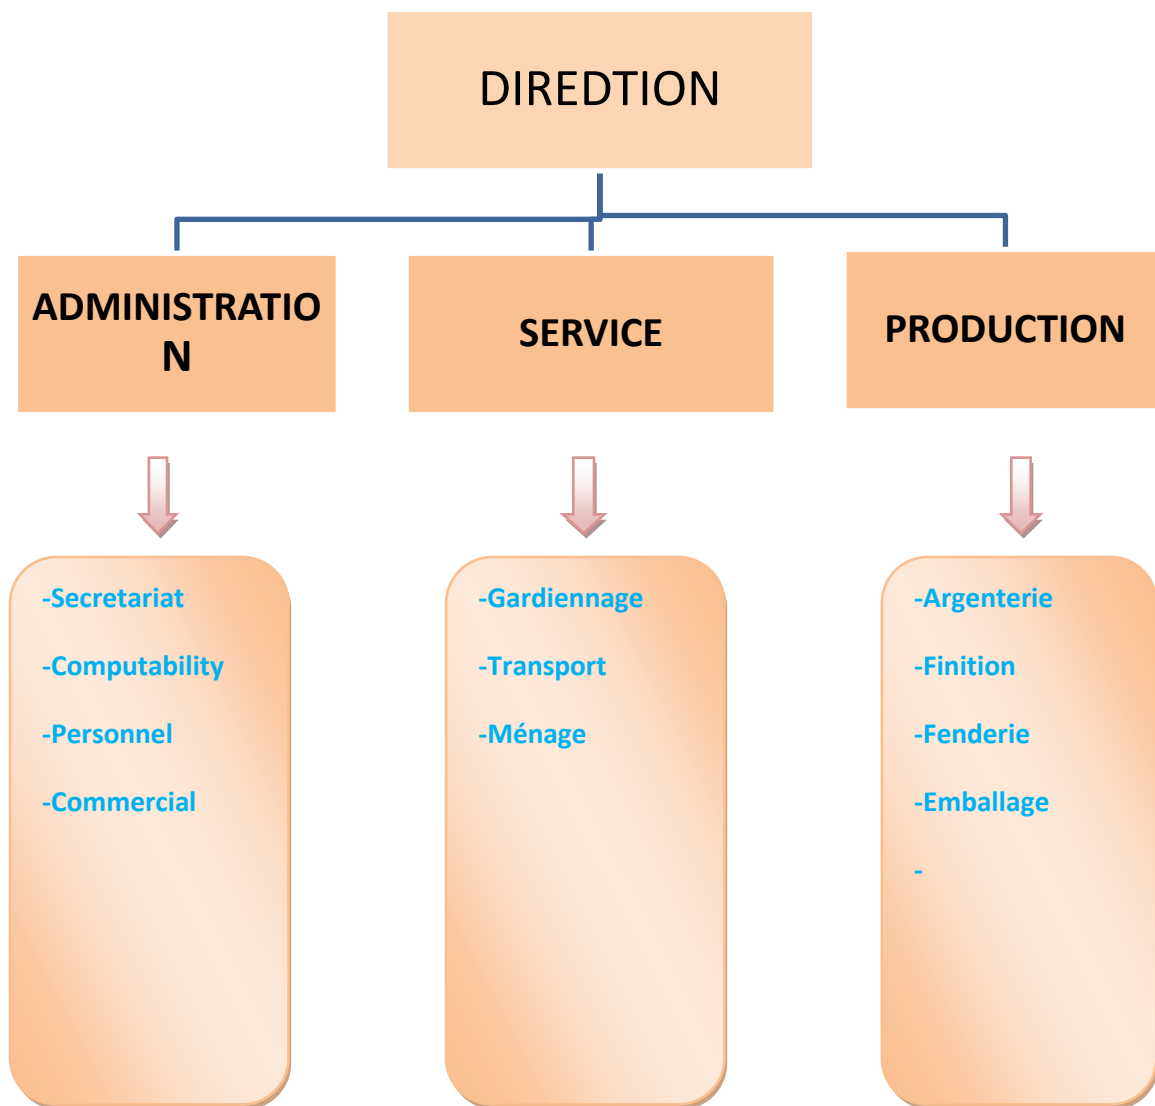 DIREDTION
ADMINISTRATIO
N
SERVICE
PRODUCTION
-Secretariat
-Computability
-Personnel
-Commercial
-Gardiennage
-Transport
-Ménage
-Argenterie
-Finition
-Fenderie
-Emballage
-